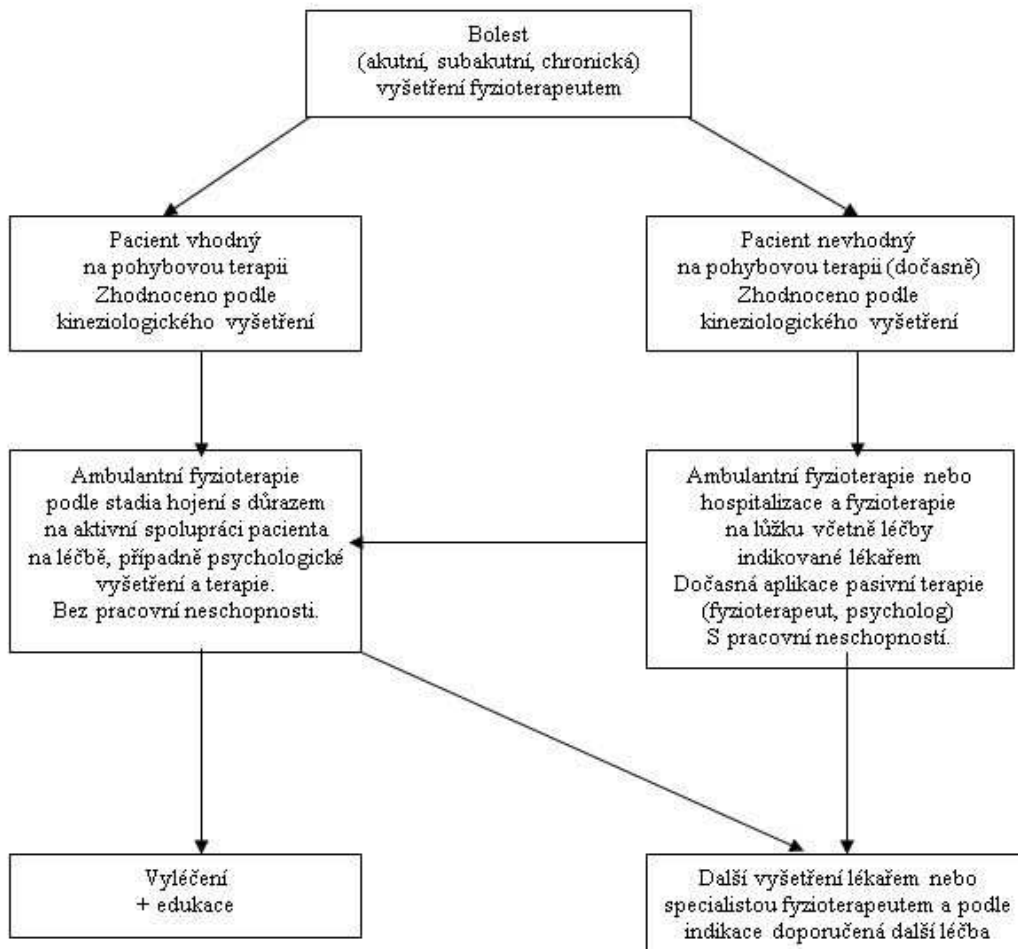 Bolest
(akutní, subakutní, chronická)
vyšetření fyzioterapeutem
Pacient vhodný
na pohybovou terapii
Zhodnoceno podle
kineziologického vyšetření
Pacient nevhodný
na pohybovou terapii (dočasně)
Zhodnoceno podle
kineziologického vyšetření
Ambulantní fyzioterapie
podle stadia hojení s důrazem
na aktivní spolupráci pacienta
na léčbě, případně psychologické
vyšetření a terapie.
Bez pracovní neschopnosti.
Ambulantní fyzioterapie nebo
hospitalizace a fyzioterapie
na lůžku včetně léčby
indikované lékařem
Dočasná aplikace pasivní terapie
(fyzioterapeut, psycholog)
S pracovní neschopností.
Vyléčení
+ edukace
Další vyšetření lékařem nebo
specialistou fyzioterapeutem a podle
indikace doporučená další léčba